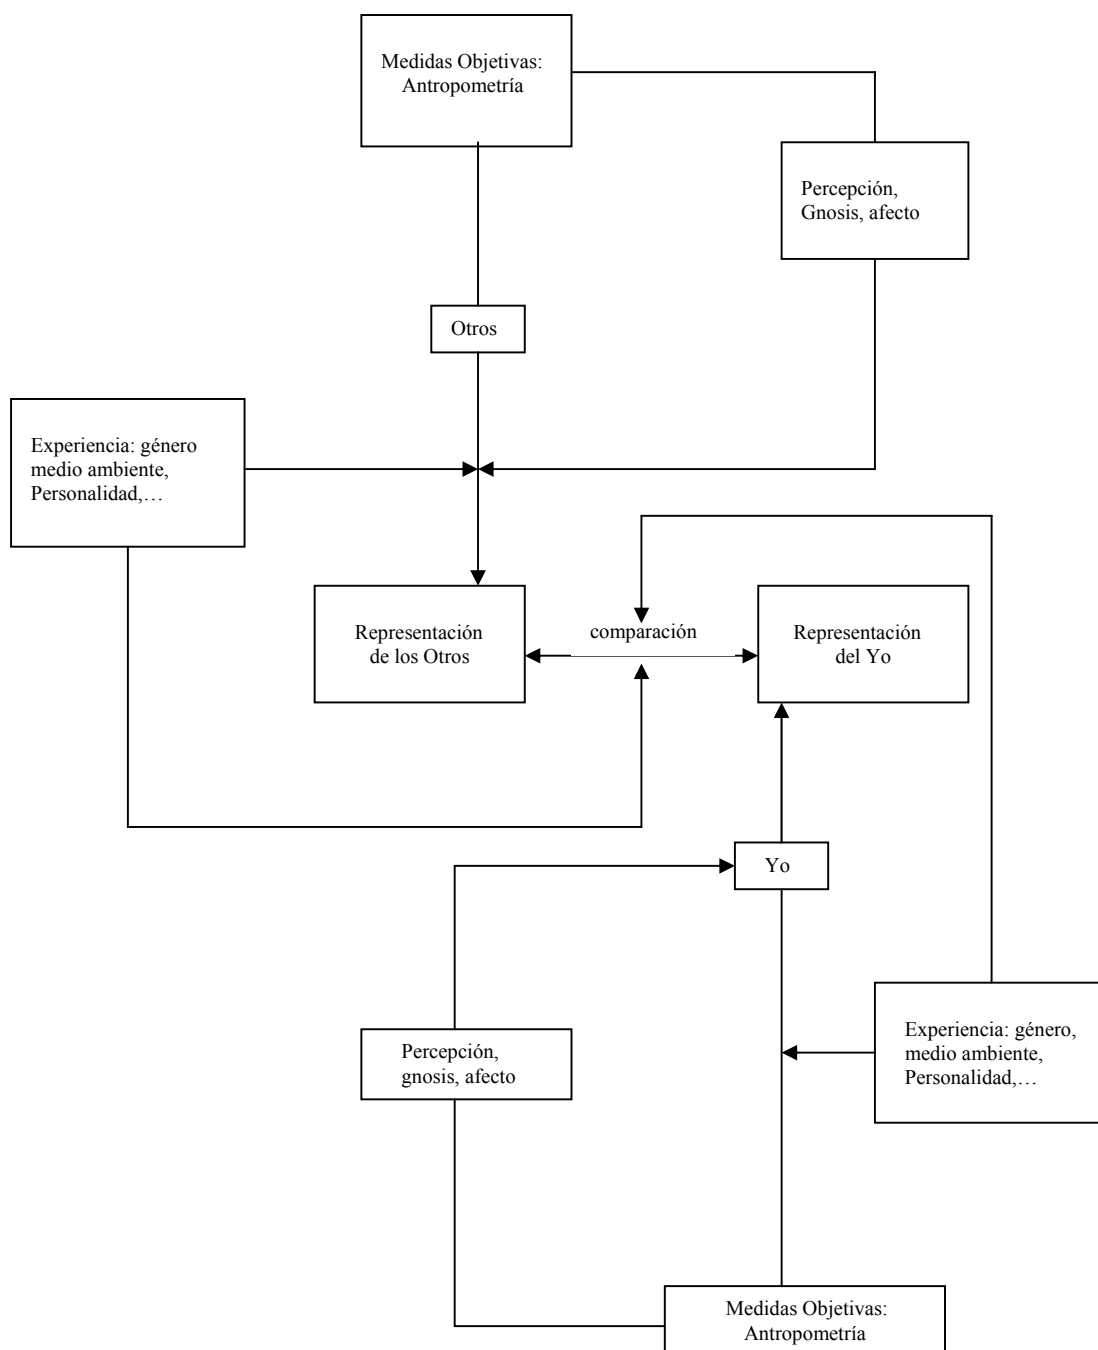 Medidas Objetivas:
Antropometría
Percepción,
Gnosis, afecto
Otros
Experiencia: género
medio ambiente,
Personalidad,…
Representación
de los Otros
comparación
Representación
del Yo
Yo
Percepción,
gnosis, afecto
Experiencia: género,
medio ambiente,
Personalidad,…
Medidas Objetivas:
Antropometría